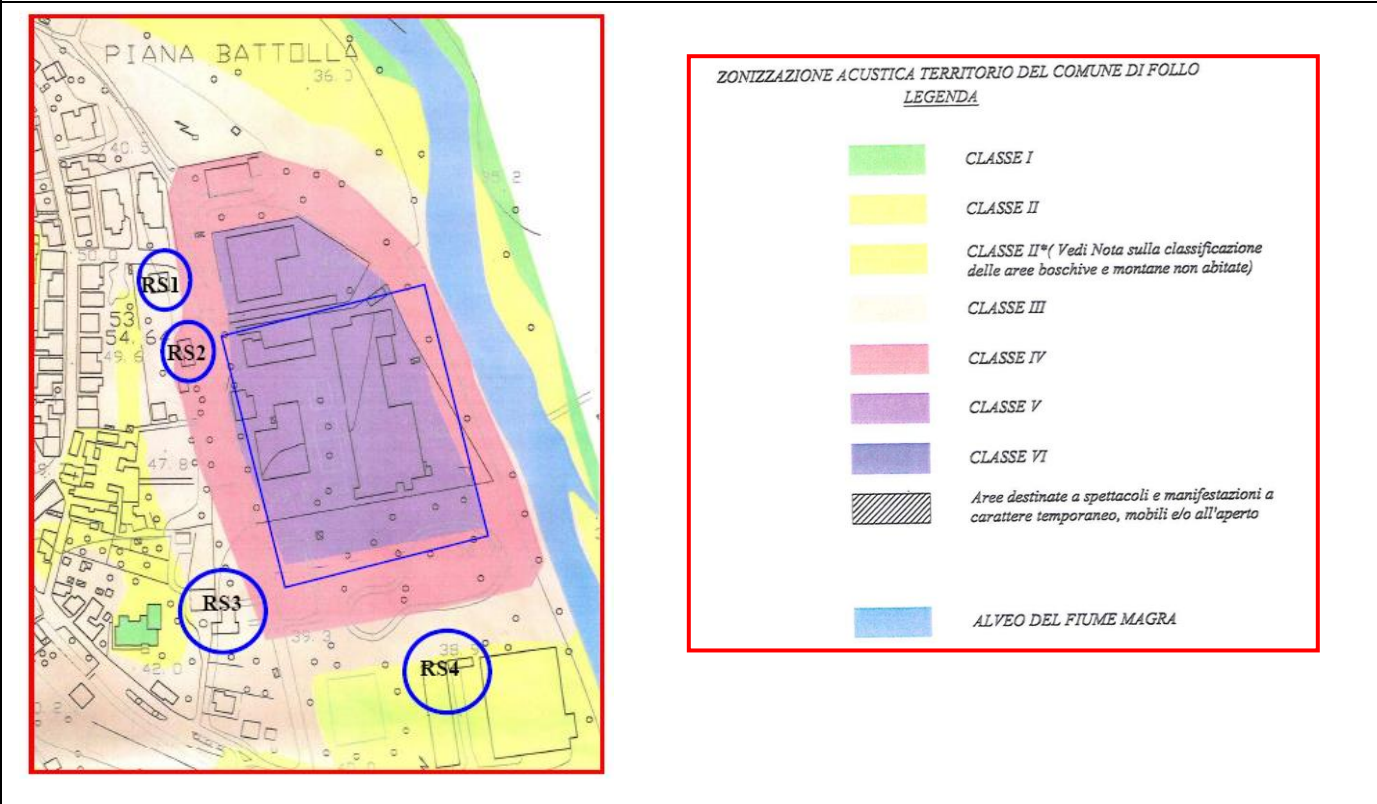 PIANA BATTOLLA
36.0
40.5
50.0
RS1
53
54.6
49.6
RS2
47.8
RS3
39.3
42.0
38.5
RS4
ZONIZZAZIONE ACUSTICA TERRITORIO DEL COMUNE DI FOLLO
LEGENDA
CLASSE I
CLASSE II
CLASSE II*( Vedi Nota sulla classificazione
delle aree boschive e montane non abitate)
CLASSE III
CLASSE IV
CLASSE V
CLASSE VI
Aree destinate a spettacoli e manifestazioni a
carattere temporaneo, mobili e/o all'aperto
ALVEO DEL FIUME MAGRA